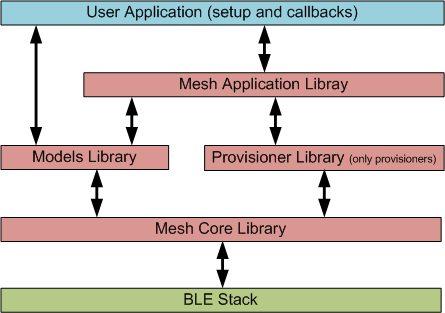 User Application (setup and callbacks)
Mesh Application Libray
Models Library
Provisioner Library (only provisioners)
Mesh Core Library
BLE Stack